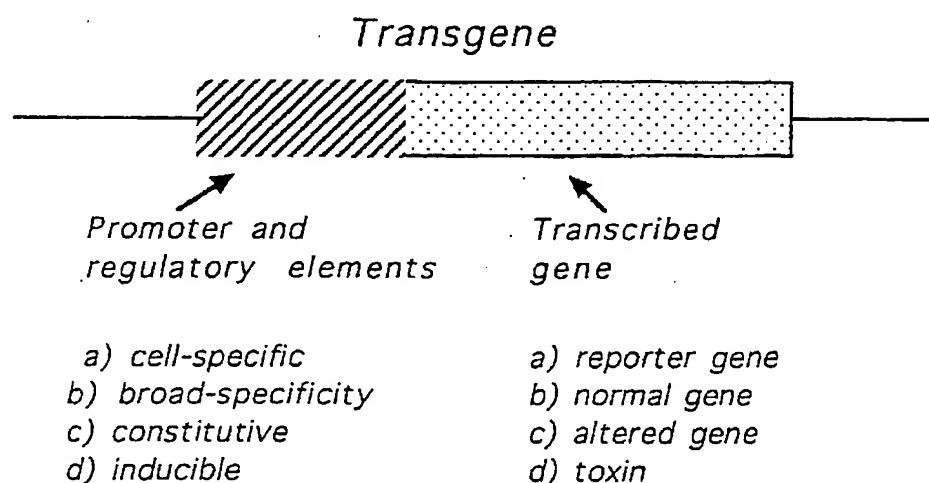 Transgene
Promoter and
regulatory elements
Transcribed
gene
a) cell-specific
b) broad-specificity
c) constitutive
d) inducible
a) reporter gene
b) normal gene
c) altered gene
d) toxin